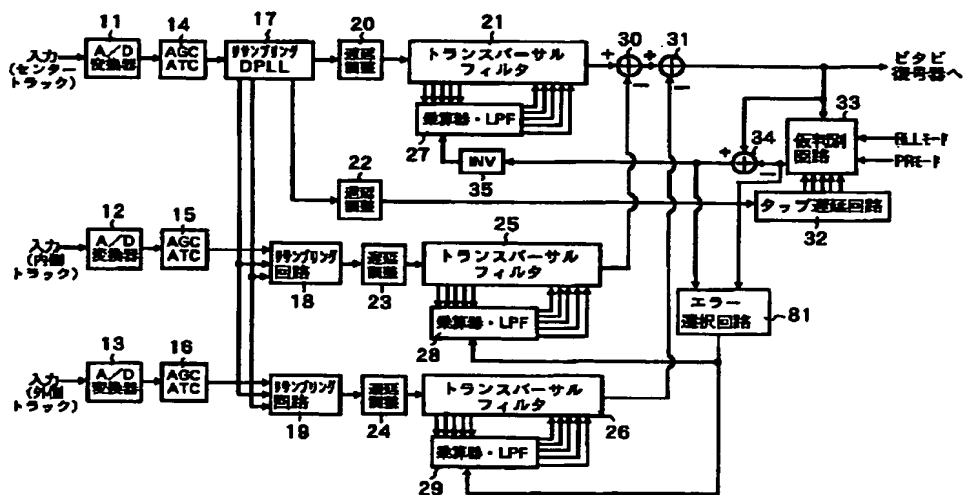 11
14
17
20
21
30
31
入力
(センター
トラック)
A/D
変換器
AGC
ATC
リサンプリング
DPLL
遅延
調整
トランスバーサル
フィルタ
+
+
−
−
ビタビ
復号器へ
乗算器・LPF
27
INV
35
34
+
−
33
仮判別
回路
RLLモード
PRモード
22
遅延
調整
タップ遅延回路
32
12
15
25
入力
(内側
トラック)
A/D
変換器
AGC
ATC
リサンプリング
回路
18
遅延
調整
23
トランスバーサル
フィルタ
乗算器・LPF
28
エラー
選択回路
81
13
16
入力
(外側
トラック)
A/D
変換器
AGC
ATC
リサンプリング
回路
19
遅延
調整
24
トランスバーサル
フィルタ
26
乗算器・LPF
29